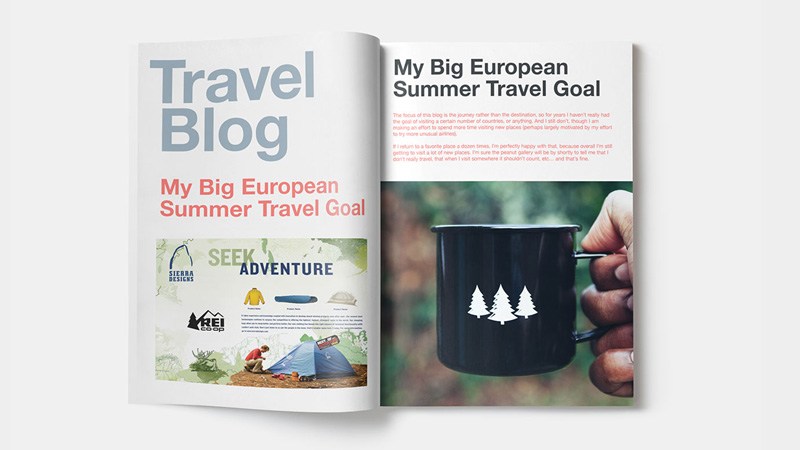 Travel
Blog
My Big European
Summer Travel Goal
SIERRA
DESIGNS
SEEK
ADVENTURE
REI
co-op
My Big European
Summer Travel Goal
The focus of this blog is the journey rather than the destination, so for years I haven't really had
the goal of visiting a certain number of countries, or anything. And I still don't, though I am
making an effort to spend more time visiting new places (perhaps largely motivated by my effort
to try more unusual airlines).
If I return to a favorite place a dozen times, I'm perfectly happy with that, because overall I'm still
getting to visit a lot of new places. I'm sure the peanut gallery will be by shortly to tell me that I
don't really travel, that when I visit somewhere it shouldn't count, etc... and that's fine.